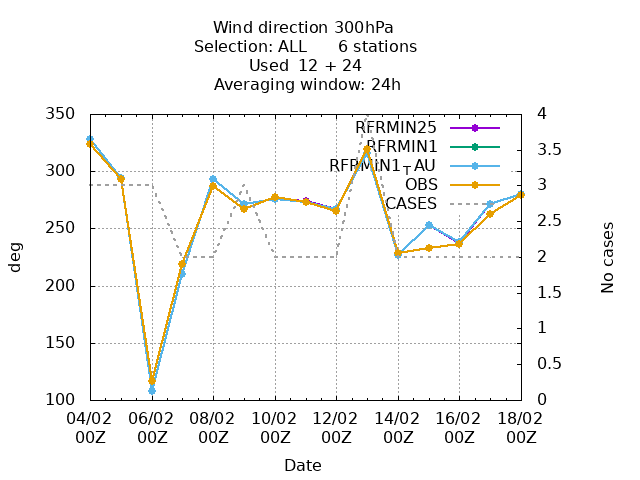 Wind direction 300hPa
Selection: ALL 6 stations
Used 12 + 24
Averaging window: 24h
350
300
250
200
150
100
deg
4
3.5
3
2.5
2
1.5
1
0.5
0
No cases
RFRMIN25
RFRMIN1
RFRMIN1_AU
OBS
CASES
04/02 06/02 08/02 10/02 12/02 14/02 16/02 18/02
00Z 00Z 00Z 00Z 00Z 00Z 00Z 00Z
Date